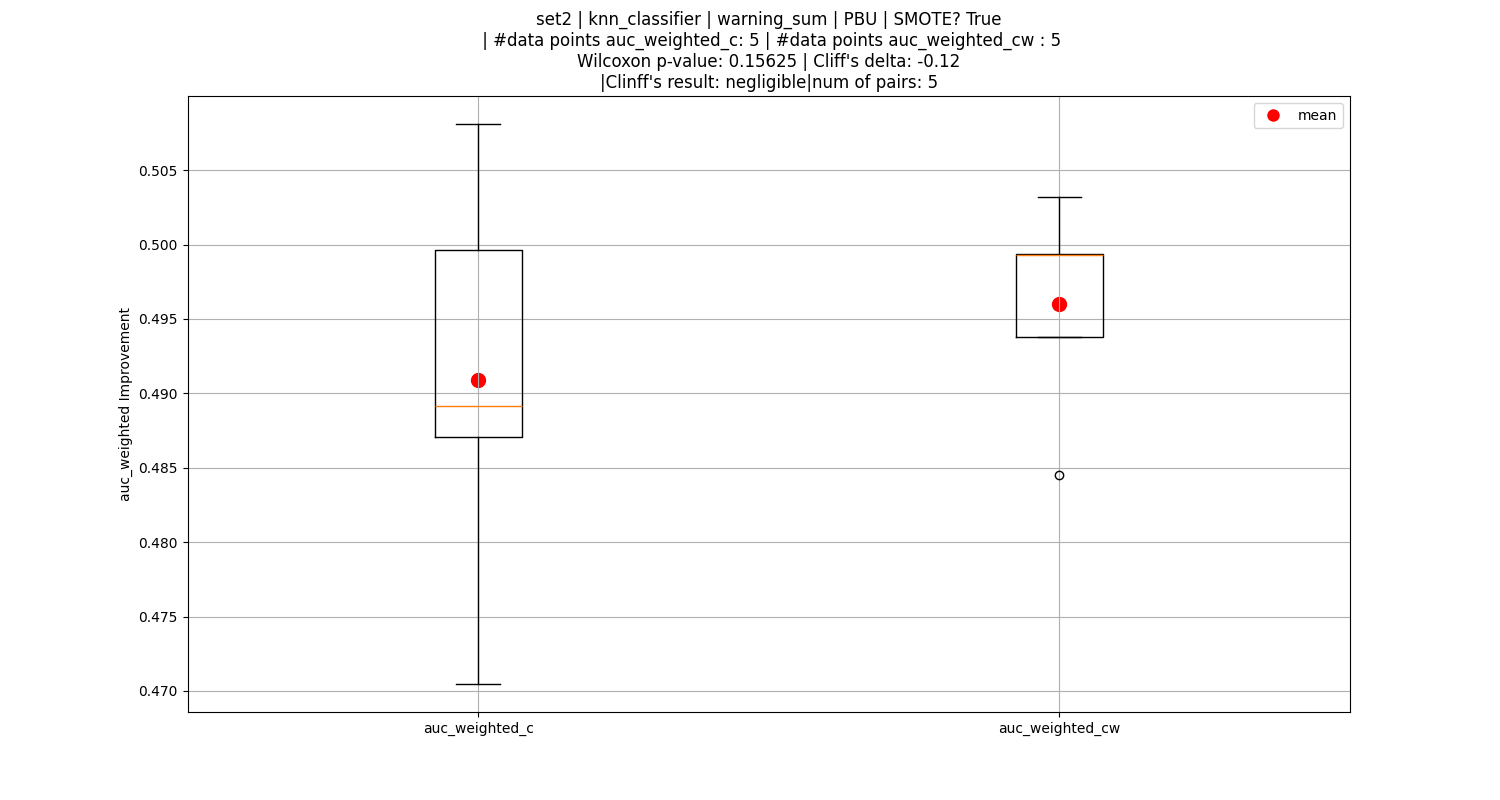 set2 | knn_classifier | warning_sum | PBU | SMOTE? True
| #data points auc_weighted_c: 5 | #data points auc_weighted_cw : 5
Wilcoxon p-value: 0.15625 | Cliff's delta: -0.12
|Clinff's result: negligible|num of pairs: 5
mean
auc_weighted Improvement
0.505
0.500
0.495
0.490
0.485
0.480
0.475
0.470
auc_weighted_c
auc_weighted_cw